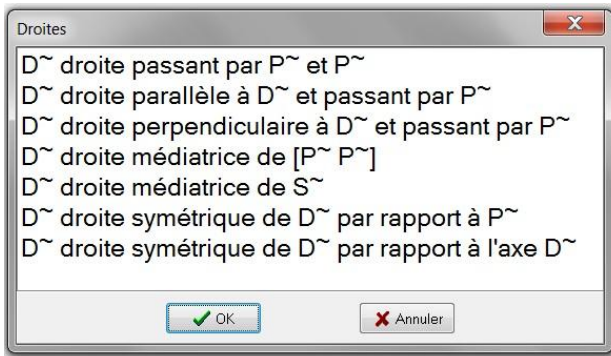 Droites
D~ droite passant par P~ et P~
D~ droite parallèle à D~ et passant par P~
D~ droite perpendiculaire à D~ et passant par P~
D~ droite médiatrice de [P~ P~]
D~ droite médiatrice de S~
D~ droite symétrique de D~ par rapport à P~
D~ droite symétrique de D~ par rapport à l'axe D~
OK
Annuler